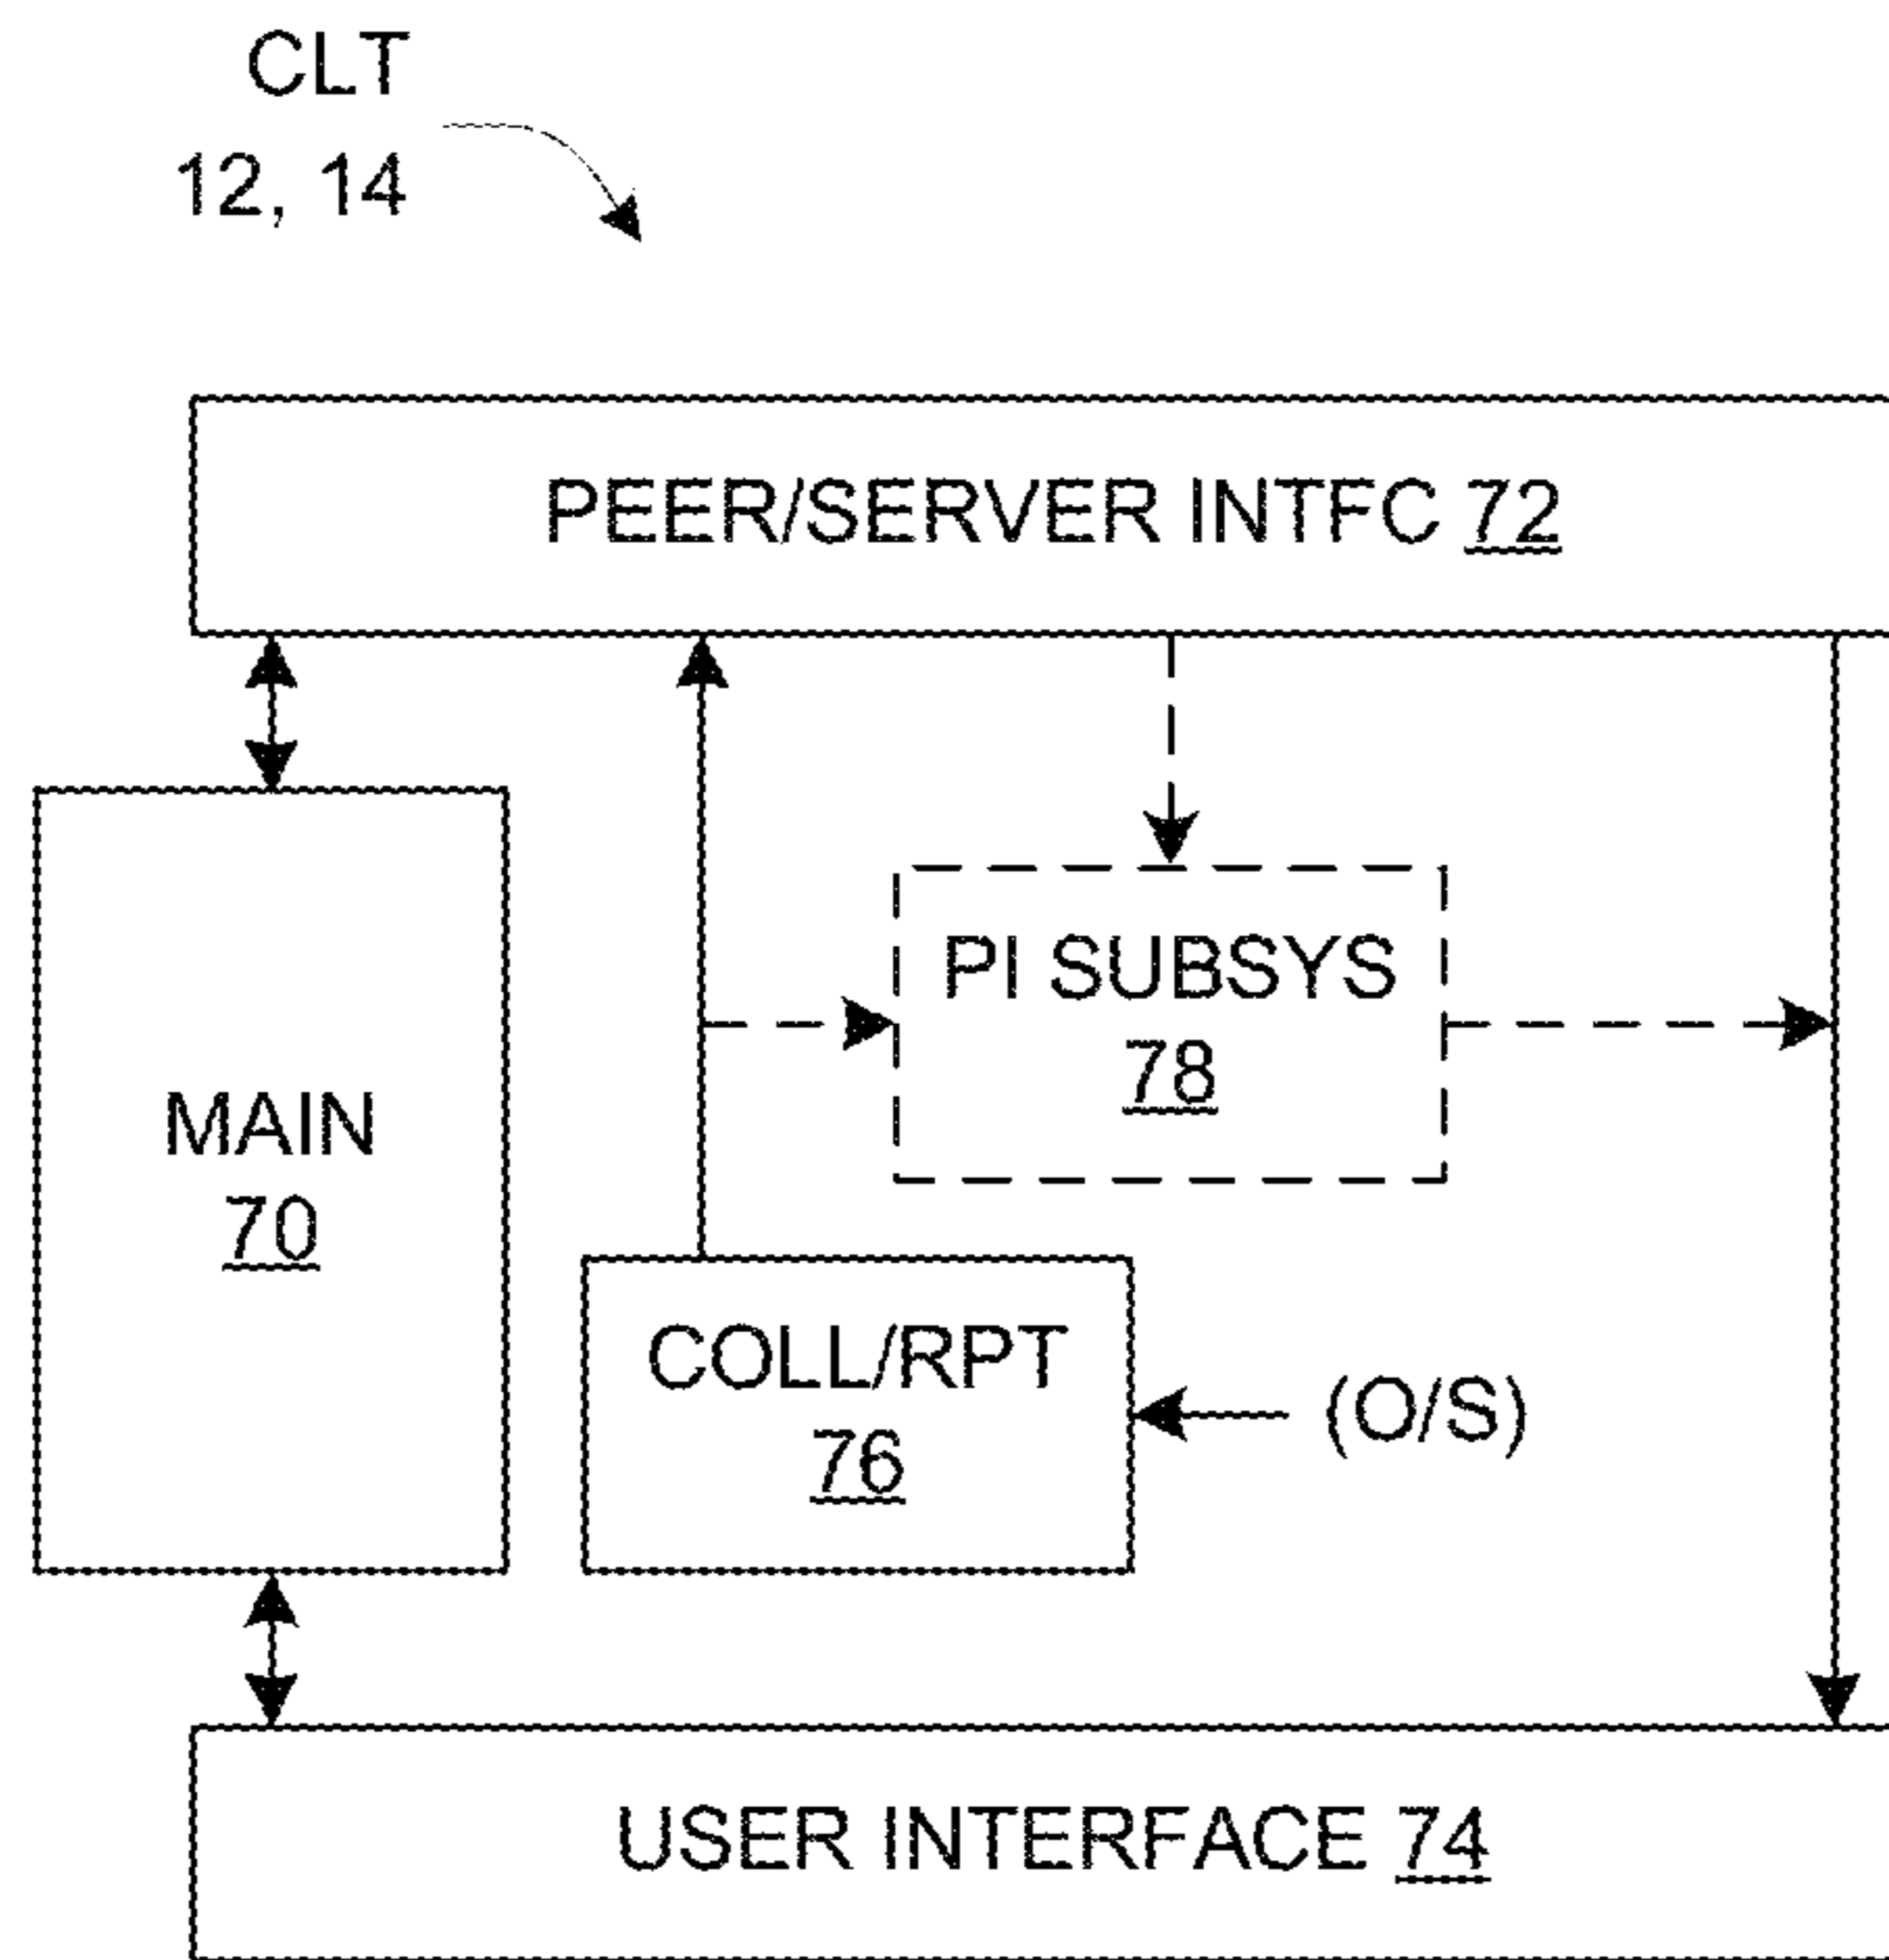 CLT
12, 14
PEER/SERVER INTFC 72
PI SUBSYS
78
MAIN
70
COLL/RPT
76
(O/S)
USER INTERFACE 74